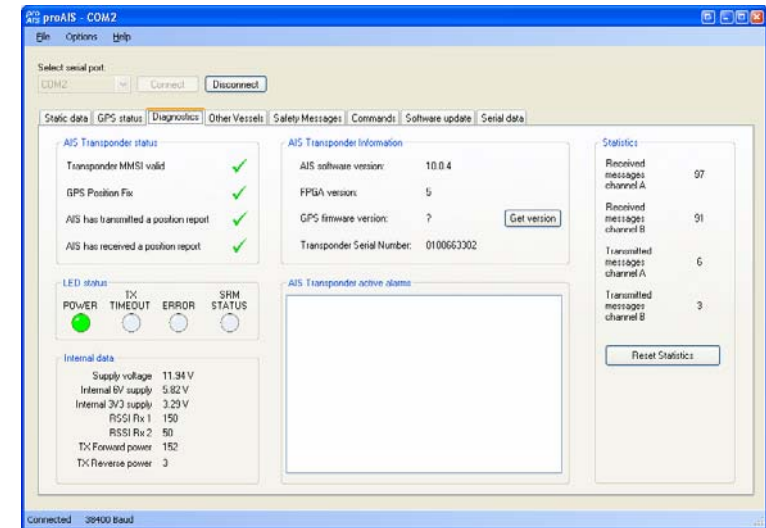 pro AIS proAIS - COM2
File Options Help
Select serial port
COM2 Connect Disconnect
Static data GPS status Diagnostics Other Vessels Safety Messages Commands Software update Serial data
AIS Transponder status
Transponder MMSI valid
GPS Position Fix
AIS has transmitted a position report
AIS has received a position report
LED status
POWER
TX
TIMEOUT
ERROR
SRM
STATUS
Internal data
Supply voltage 11.94 V
Internal 6V supply 5.82 V
Internal 3V3 supply 3.29 V
RSSI Rx 1 150
RSSI Rx 2 50
TX Forward power 152
TX Reverse power 3
AIS Transponder Information
AIS software version: 10.0.4
FPGA version: 5
GPS firmware version: ? Get version
Transponder Serial Number: 0100663302
AIS Transponder active alarms
Statistics
Received
messages 97
channel A
Received
messages 91
channel B
Transmitted
messages 6
channel A
Transmitted
messages 3
channel B
Reset Statistics
Connected 38400 Baud